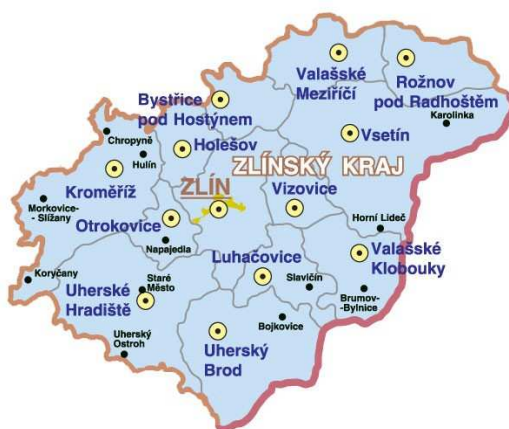 Valašské
Meziříčí
Rožnov
pod Radhoštěm
Karolinka
Bystřice
pod Hostýnem
Chropyně
Hulín
Holešov
Vsetín
ZLÍNSKÝ KRAJ
Kroměříž
ZLÍN
Vizovice
Morkovice-
- Slížany
Otrokovice
Napajedla
Horní Lideč
Valašské
Klobouky
Luhačovice
Koryčany
Staré
Město
Slavičín
Brumov-
-Bylnice
Uherské
Hradiště
Uherský
Ostroh
Bojkovice
Uherský
Brod